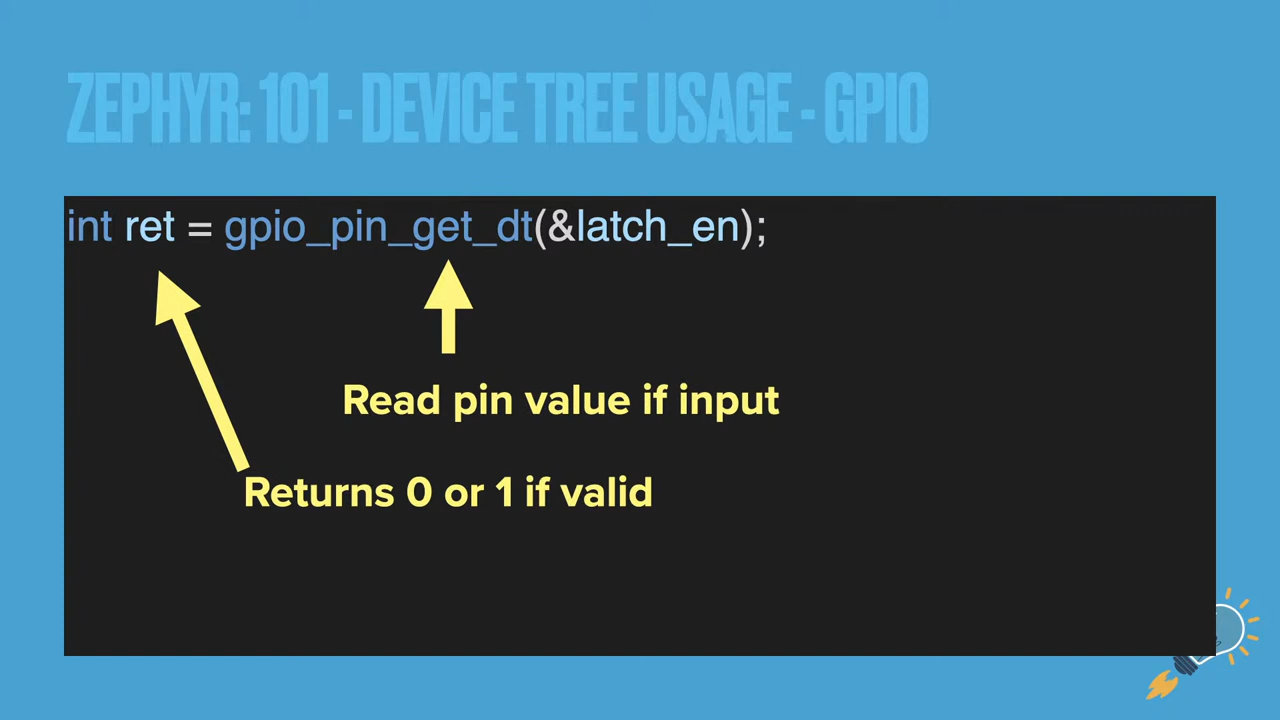 ZEPHYR: 101 - DEVICE TREE USAGE - GPIO
int ret = gpio_pin_get_dt(&latch_en);
Read pin value if input
Returns 0 or 1 if valid